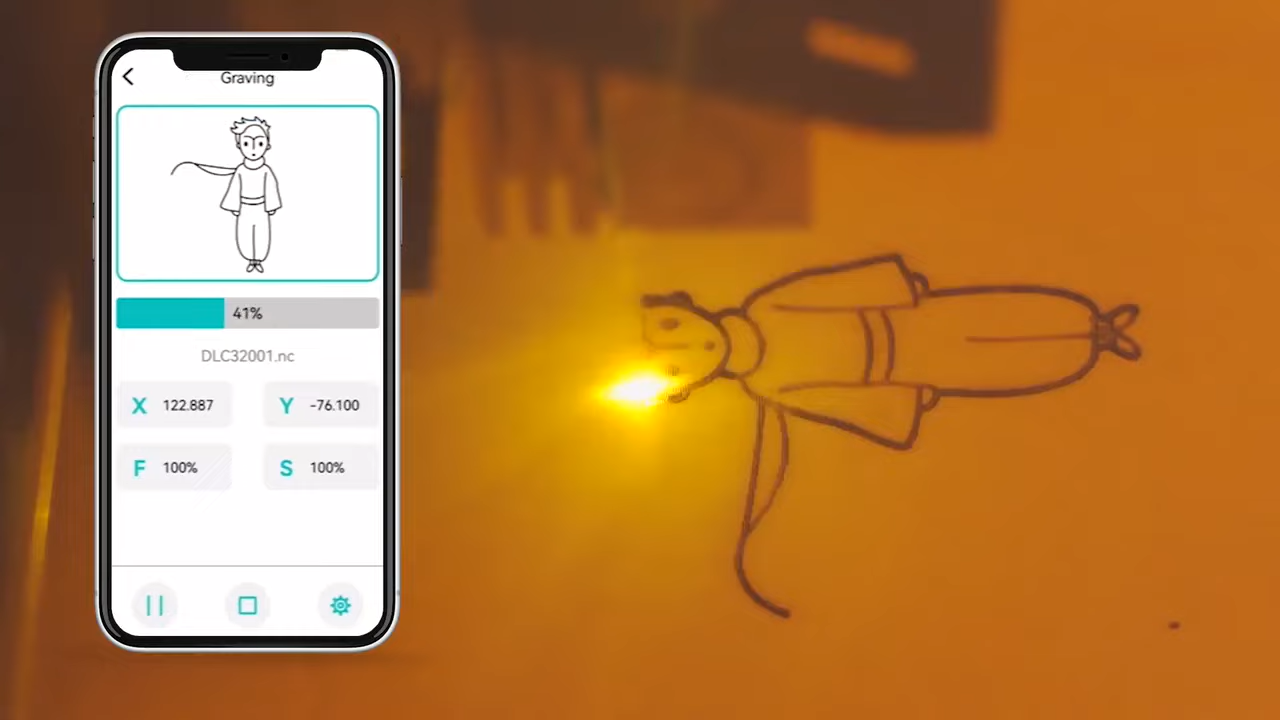 Graving
41%
DLC32001.nc
X 122.887 Y -76.100
F 100% S 100%